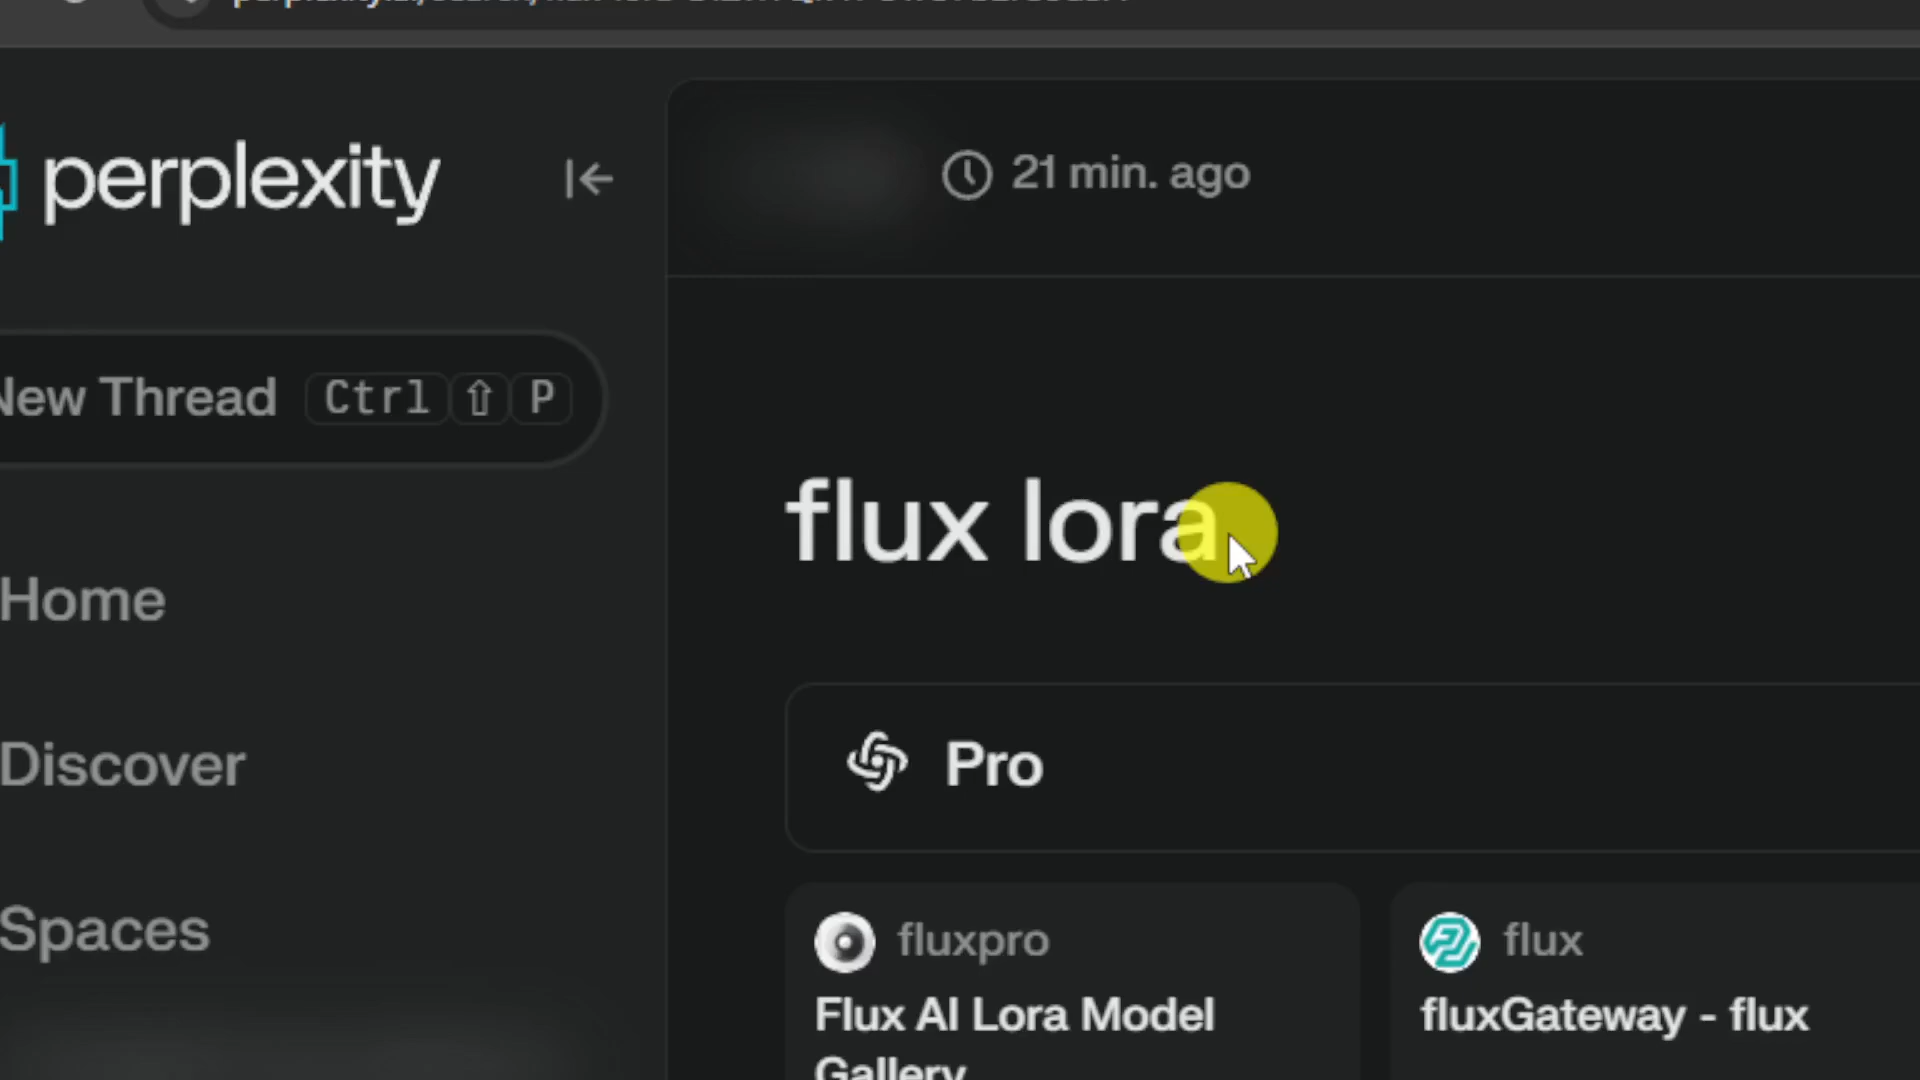 perplexity
21 min. ago
New Thread Ctrl ⇧ P
flux lora
Home
Pro
Discover
Spaces
fluxpro
Flux AI Lora Model
Gallery
flux
fluxGateway - flux